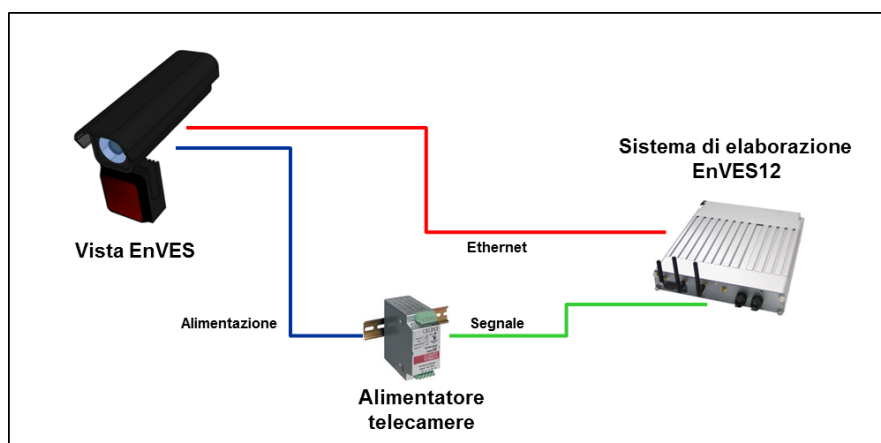 Sistema di elaborazione
EnVES12
Vista EnVES
Ethernet
Alimentazione
Segnale
Alimentatore
telecamere